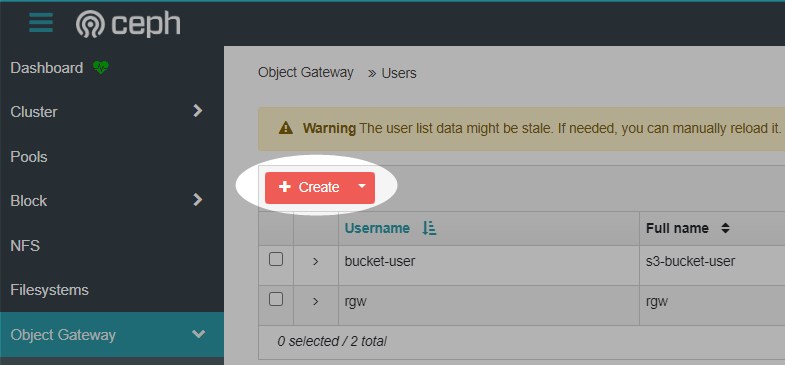 ceph
Dashboard
Cluster
Pools
Block
NFS
Filesystems
Object Gateway
Object Gateway » Users
Warning The user list data might be stale. If needed, you can manually reload it.
+ Create
Username Full name
bucket-user s3-bucket-user
rgw rgw
0 selected / 2 total